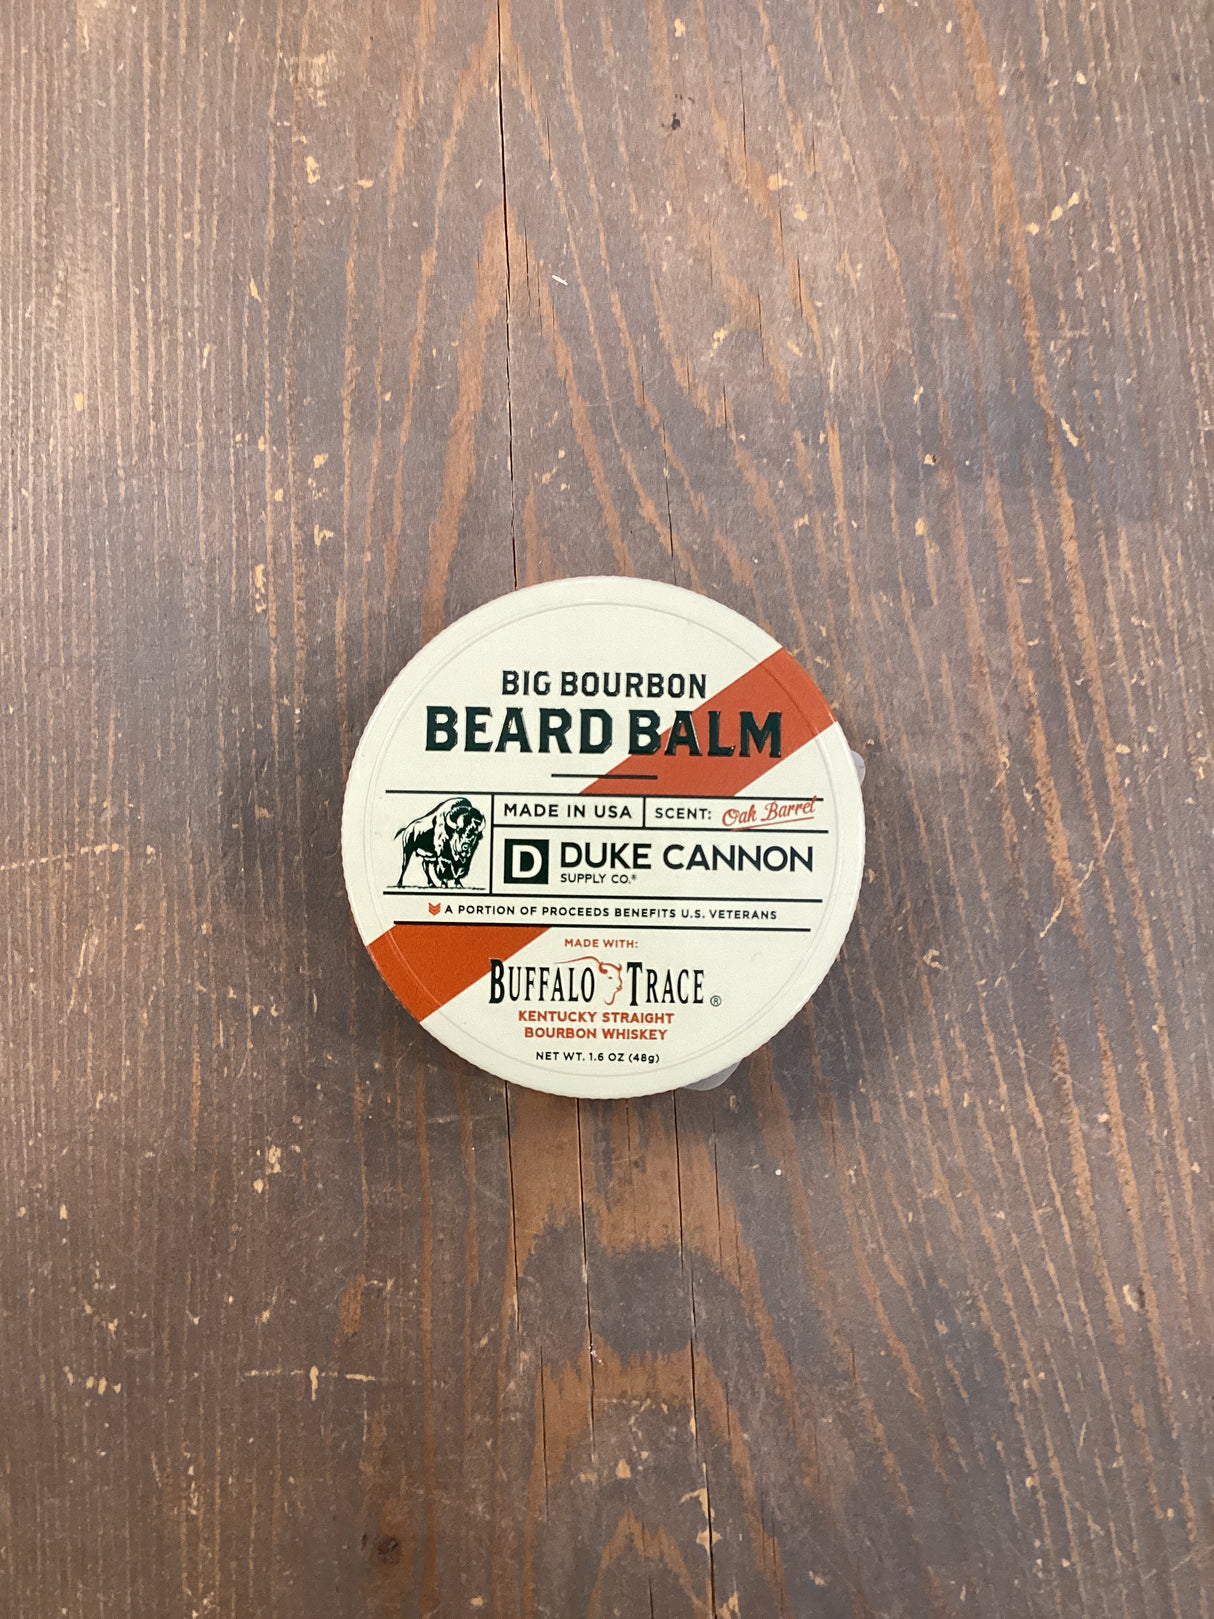 BIG BOURBON
BEARD BALM
MADE IN USA
SCENT: Oak Barrel
D DUKE CANNON
SUPPLY CO.®
A PORTION OF PROCEEDS BENEFITS U.S. VETERANS
MADE WITH:
BUFFALO TRACE®
KENTUCKY STRAIGHT
BOURBON WHISKEY
NET WT. 1.6 OZ (48g)